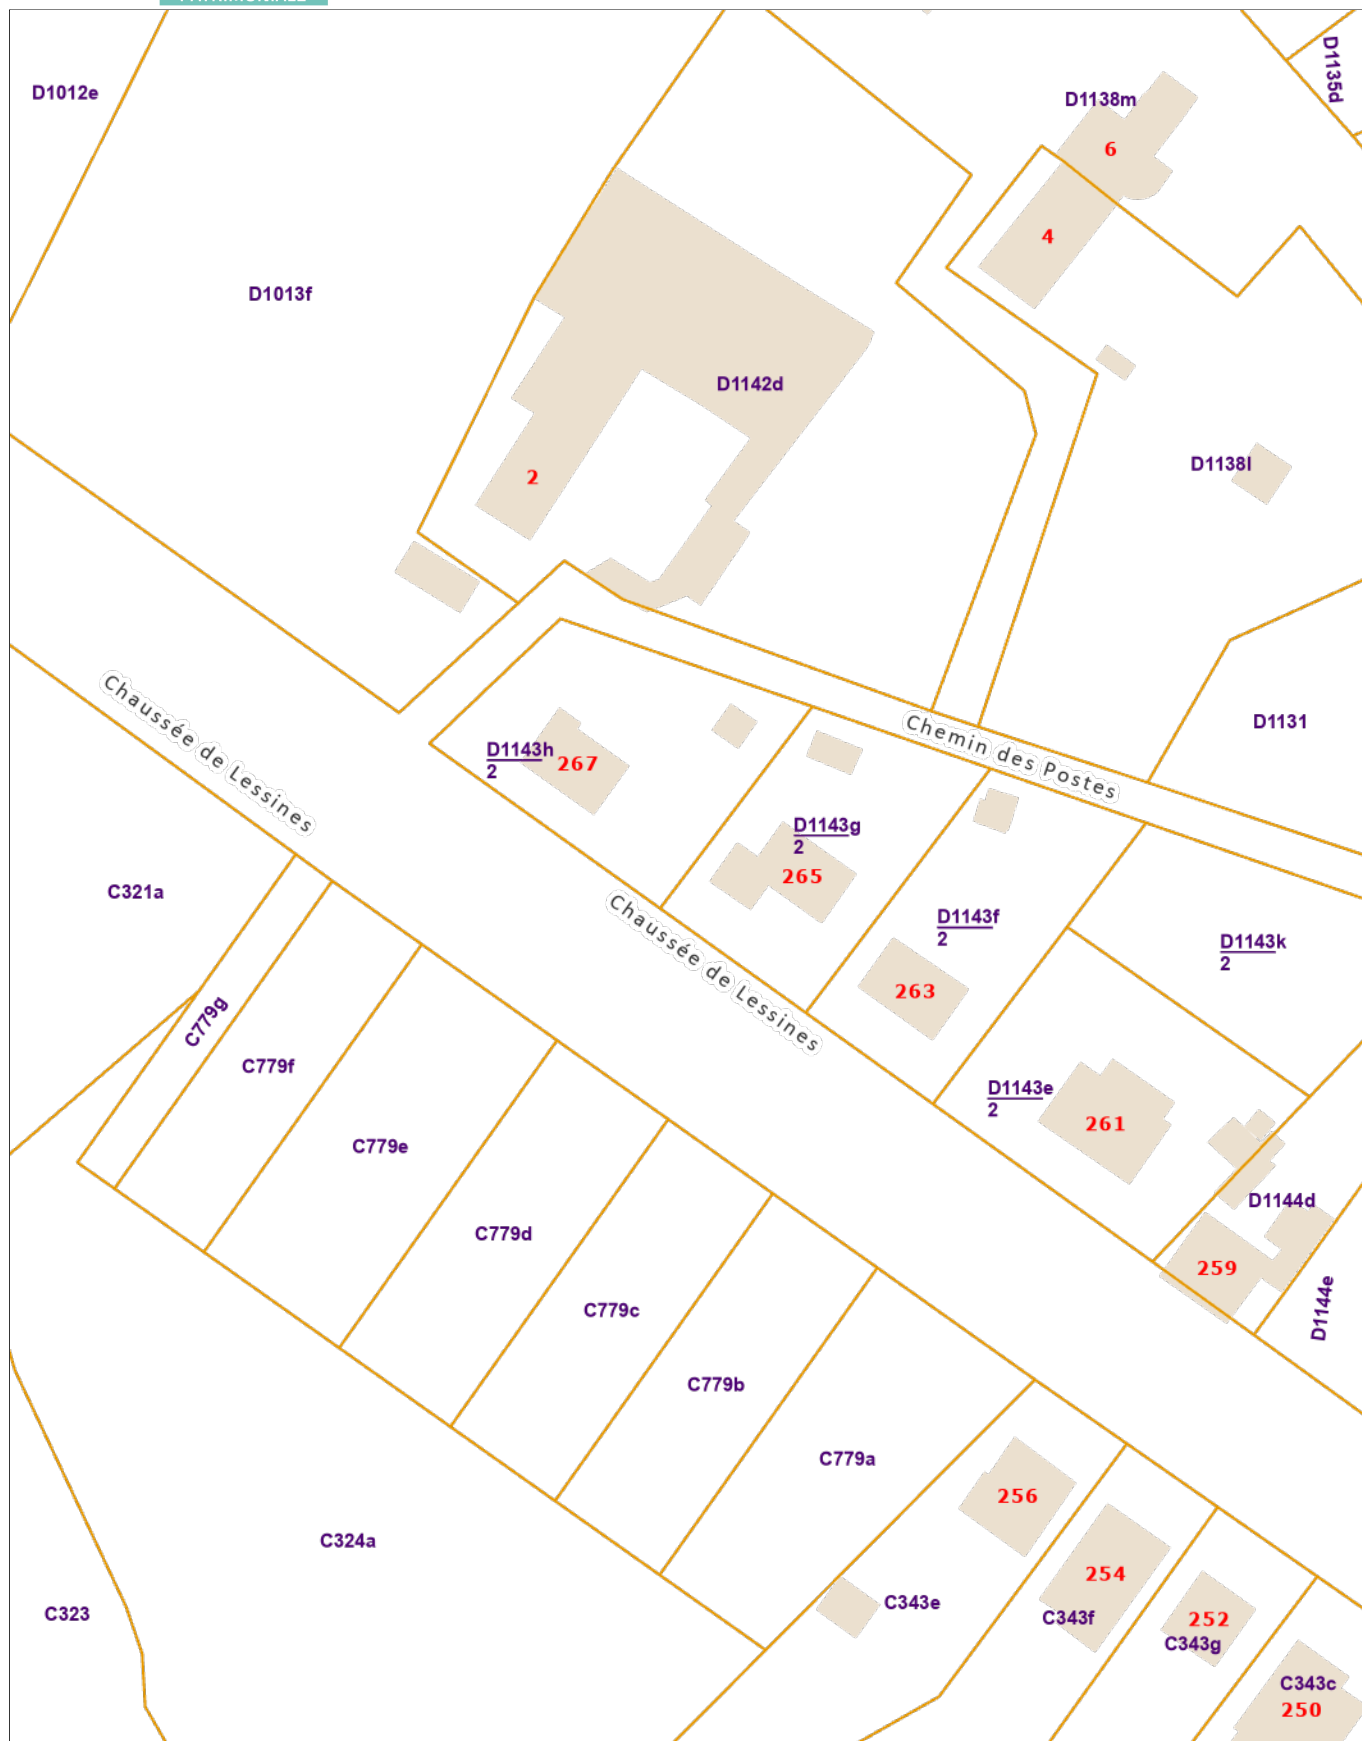 D1012e
D1135d
D1138m
6
4
D1013f
D1142d
2
D1138l
D1131
Chaussée de Lessines
Chemin des Postes
D1143h
2
267
D1143g
2
265
C321a
Chaussée de Lessines
D1143f
2
263
D1143k
2
C779g
C779f
D1143e
2
261
C779e
D1144d
C779d
259
D1144e
C779c
C779b
C779a
256
C324a
254
C343e
C343f
C323
252
C343g
C343c
250